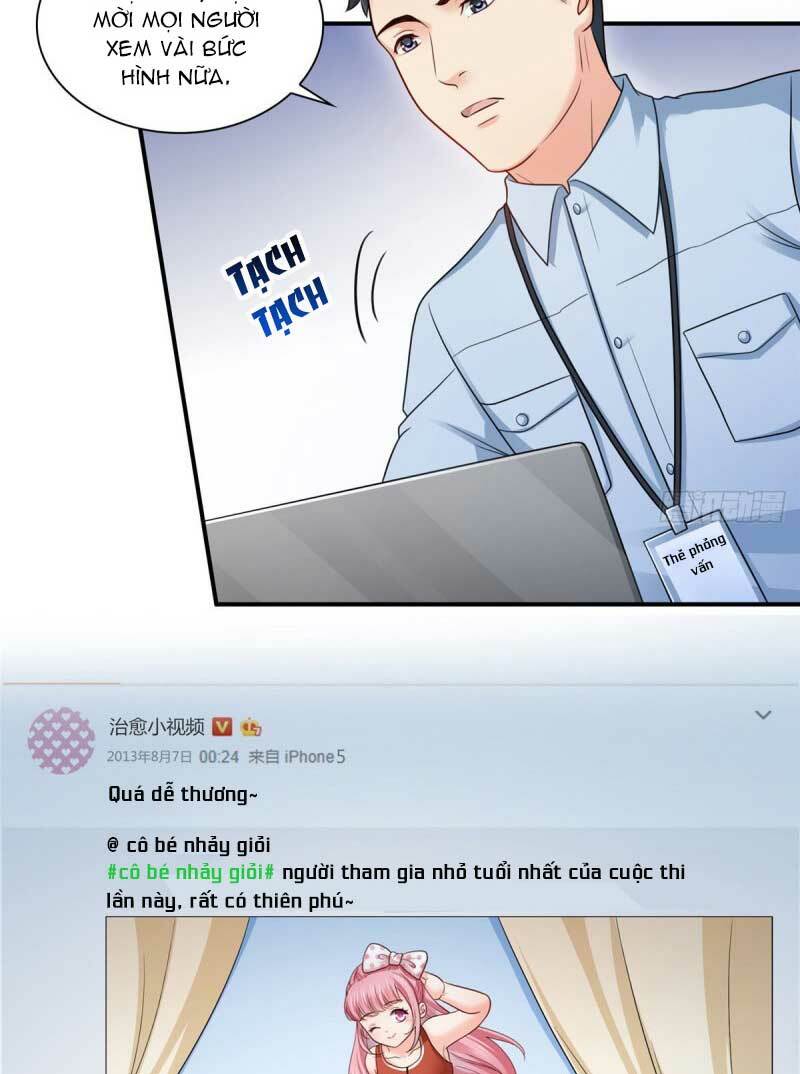 MỜI MỌI NGƯỜI
XEM VÀI BỨC
HÌNH NỮA.
TẠCH
TẠCH
Thẻ phỏng
vấn
治愈小视频
2013年8月7日 00:24 来自 iPhone5
Quá dễ thương~
@ cô bé nhảy giỏi
#cô bé nhảy giỏi# người tham gia nhỏ tuổi nhất của cuộc thi
lần này, rất có thiên phú~